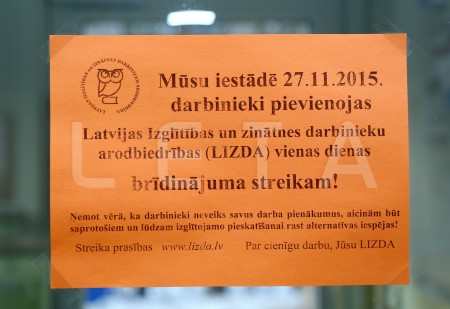 Mūsu iestādē 27.11.2015.
darbinieki pievienojas
Latvijas Izglītības un zinātnes darbinieku
arodbiedrības (LIZDA) vienas dienas
brīdinājuma streikam!
Ņemot vērā, ka darbinieki neveiks savus darba pienākumus, aicinām būt
saprotošiem un lūdzam izglītojamo pieskatīšanai rast alternatīvas iespējas!
Streika prasības www.lizda.lv Par cienīgu darbu, Jūsu LIZDA
LETA